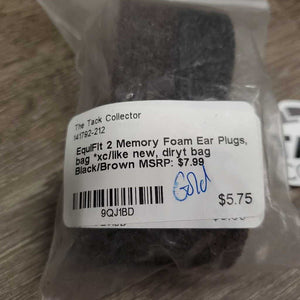 The Tack Collector
141792-212
EquiFit 2 Memory Foam Ear Plugs,
bag *xc/like new, diryt bag
Black/Brown MSRP: $7.99
Gold
9QJ1BD
$5.75